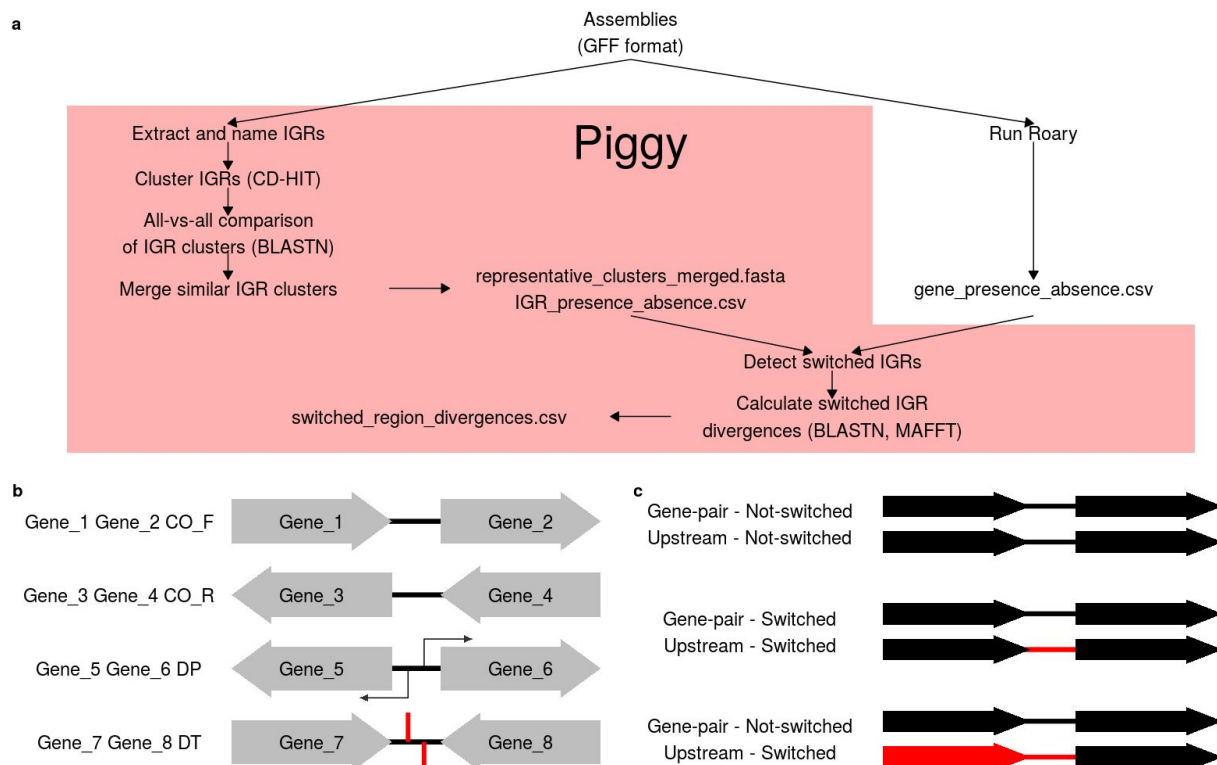 a
Assemblies
(GFF format)
Piggy
Extract and name IGRs
Run Roary
Cluster IGRs (CD-HIT)
All-vs-all comparison
of IGR clusters (BLASTN)
Merge similar IGR clusters
representative_clusters_merged.fasta
IGR_presence_absence.csv
gene_presence_absence.csv
Detect switched IGRs
Calculate switched IGR
divergences (BLASTN, MAFFT)
switched_region_divergences.csv
b
Gene_1 Gene_2 CO_F
Gene_1
Gene_2
Gene_3 Gene_4 CO_R
Gene_3
Gene_4
Gene_5 Gene_6 DP
Gene_5
Gene_6
Gene_7 Gene_8 DT
Gene_7
Gene_8
c
Gene-pair - Not-switched
Upstream - Not-switched
Gene-pair - Switched
Upstream - Switched
Gene-pair - Not-switched
Upstream - Switched